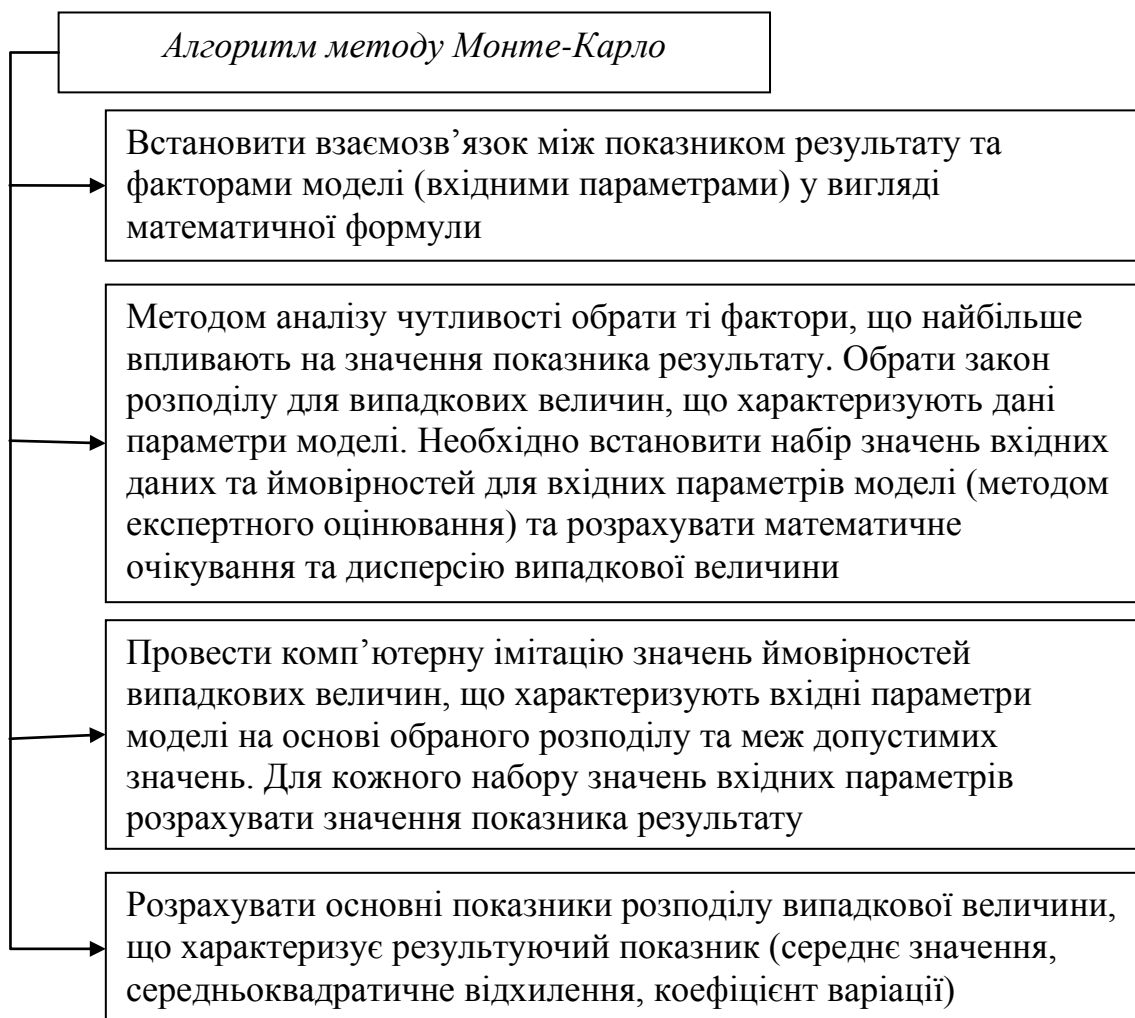 Алгоритм методу Монте-Карло
Встановити взаємозв’язок між показником результату та
факторами моделі (вхідними параметрами) у вигляді
математичної формули
Методом аналізу чутливості обрати ті фактори, що найбільше
впливають на значення показника результату. Обрати закон
розподілу для випадкових величин, що характеризують дані
параметри моделі. Необхідно встановити набір значень вхідних
даних та ймовірностей для вхідних параметрів моделі (методом
експертного оцінювання) та розрахувати математичне
очікування та дисперсію випадкової величини
Провести комп’ютерну імітацію значень ймовірностей
випадкових величин, що характеризують вхідні параметри
моделі на основі обраного розподілу та меж допустимих
значень. Для кожного набору значень вхідних параметрів
розрахувати значення показника результату
Розрахувати основні показники розподілу випадкової величини,
що характеризує результуючий показник (середнє значення,
середньоквадратичне відхилення, коефіцієнт варіації)